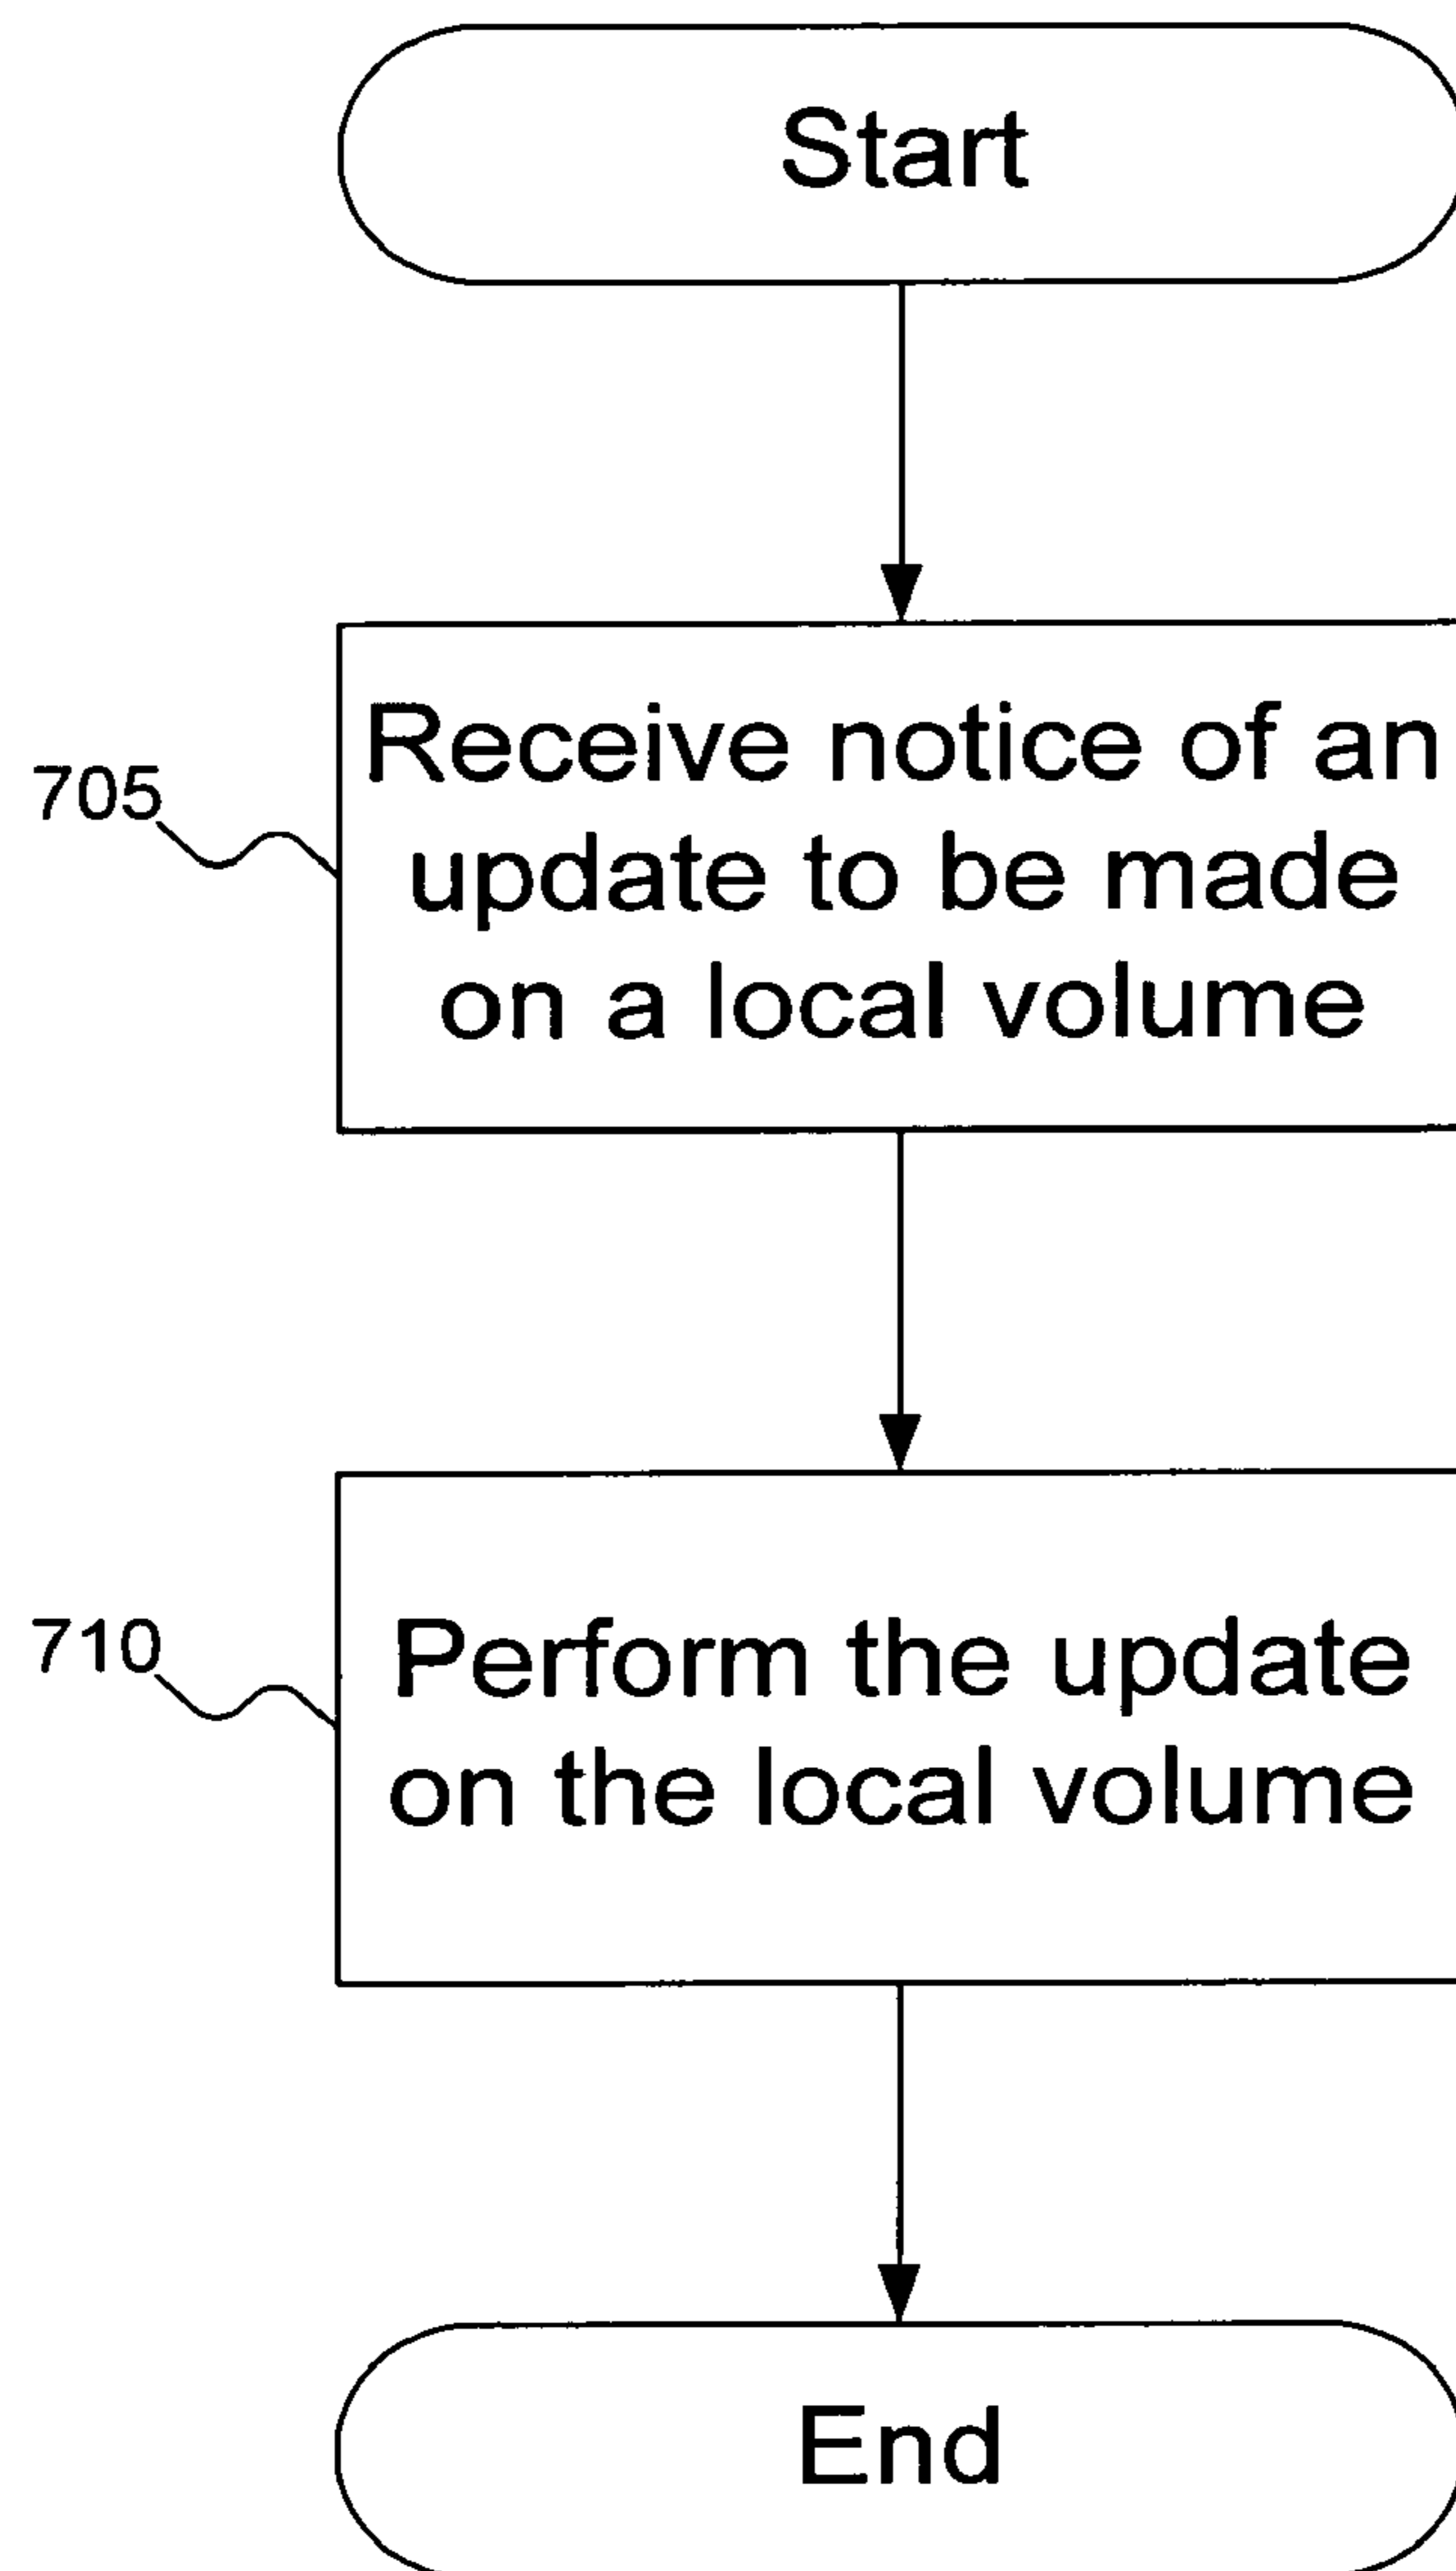 Start
705
Receive notice of an
update to be made
on a local volume
710
Perform the update
on the local volume
End